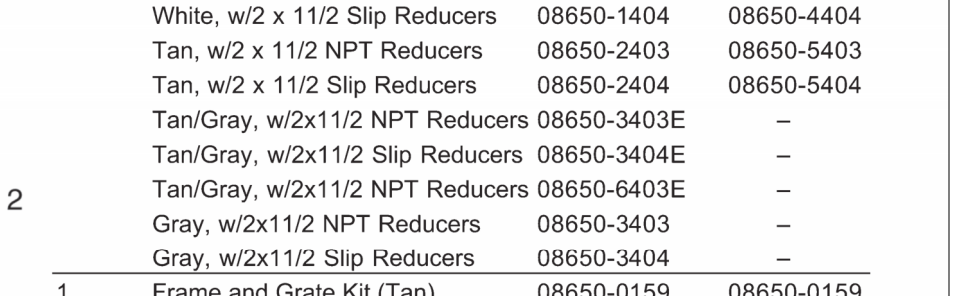 White, w/2 x 11/2 Slip Reducers 08650-1404 08650-4404
Tan, w/2 x 11/2 NPT Reducers 08650-2403 08650-5403
Tan, w/2 x 11/2 Slip Reducers 08650-2404 08650-5404
Tan/Gray, w/2x11/2 NPT Reducers 08650-3403E –
Tan/Gray, w/2x11/2 Slip Reducers 08650-3404E –
Tan/Gray, w/2x11/2 NPT Reducers 08650-6403E –
2
Gray, w/2x11/2 NPT Reducers 08650-3403 –
Gray, w/2x11/2 Slip Reducers 08650-3404 –
1 Frame and Grate Kit (Tan) 08650-0159 08650-0159